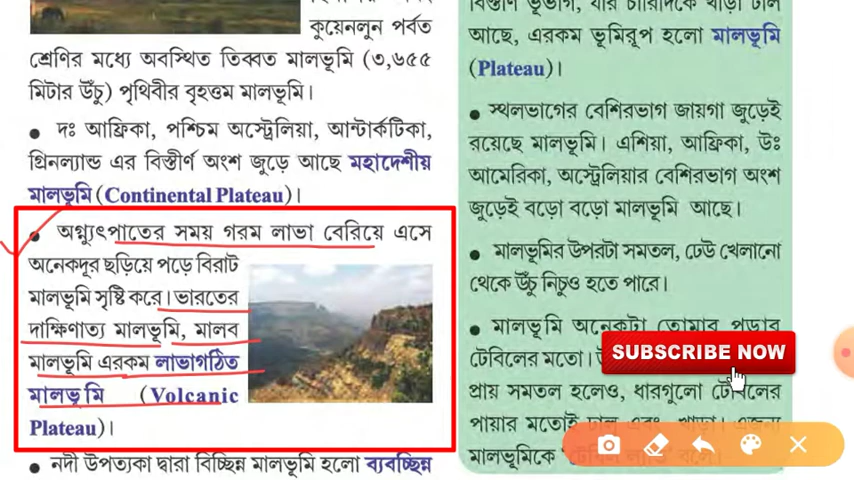 কুয়েনলুন পর্বত
শ্রেণির মধ্যে অবস্থিত তিব্বত মালভূমি (৩,৬৫৫
মিটার উঁচু) পৃথিবীর বৃহত্তম মালভূমি।
● দঃ আফ্রিকা, পশ্চিম অস্ট্রেলিয়া, আন্টার্কটিকা,
গ্রিনল্যান্ড এর বিস্তীর্ণ অংশ জুড়ে আছে মহাদেশীয়
মালভূমি (Continental Plateau)।
● অগ্ন্যুৎপাতের সময় গরম লাভা বেরিয়ে এসে
অনেকদূর ছড়িয়ে পড়ে বিরাট
মালভূমি সৃষ্টি করে। ভারতের
দাক্ষিণাত্য মালভূমি, মালব
মালভূমি এরকম লাভাগঠিত
মালভূমি (Volcanic
Plateau)।
● নদী উপত্যকা দ্বারা বিচ্ছিন্ন মালভূমি হলো ব্যবচ্ছিন্ন
বিস্তীর্ণ ভূভাগ, যার চারিদিকে খাড়া ঢাল
আছে, এরকম ভূমিরূপ হলো মালভূমি
(Plateau)।
● স্থলভাগের বেশিরভাগ জায়গা জুড়েই
রয়েছে মালভূমি। এশিয়া, আফ্রিকা, উঃ
আমেরিকা, অস্ট্রেলিয়ার বেশিরভাগ অংশ
জুড়েই বড়ো বড়ো মালভূমি আছে।
● মালভূমির উপরটা সমতল, ঢেউ খেলানো
থেকে উঁচু নিচুও হতে পারে।
● মালভূমি অনেকটা তোমার পড়ার
টেবিলের মতো।
প্রায় সমতল হলেও, ধারগুলো টেবিলের
পায়ার মতোই ঢালু এবং খাড়া। এজন্য
মালভূমিকে 'টেবিল ল্যান্ড' বলে।
SUBSCRIBE NOW